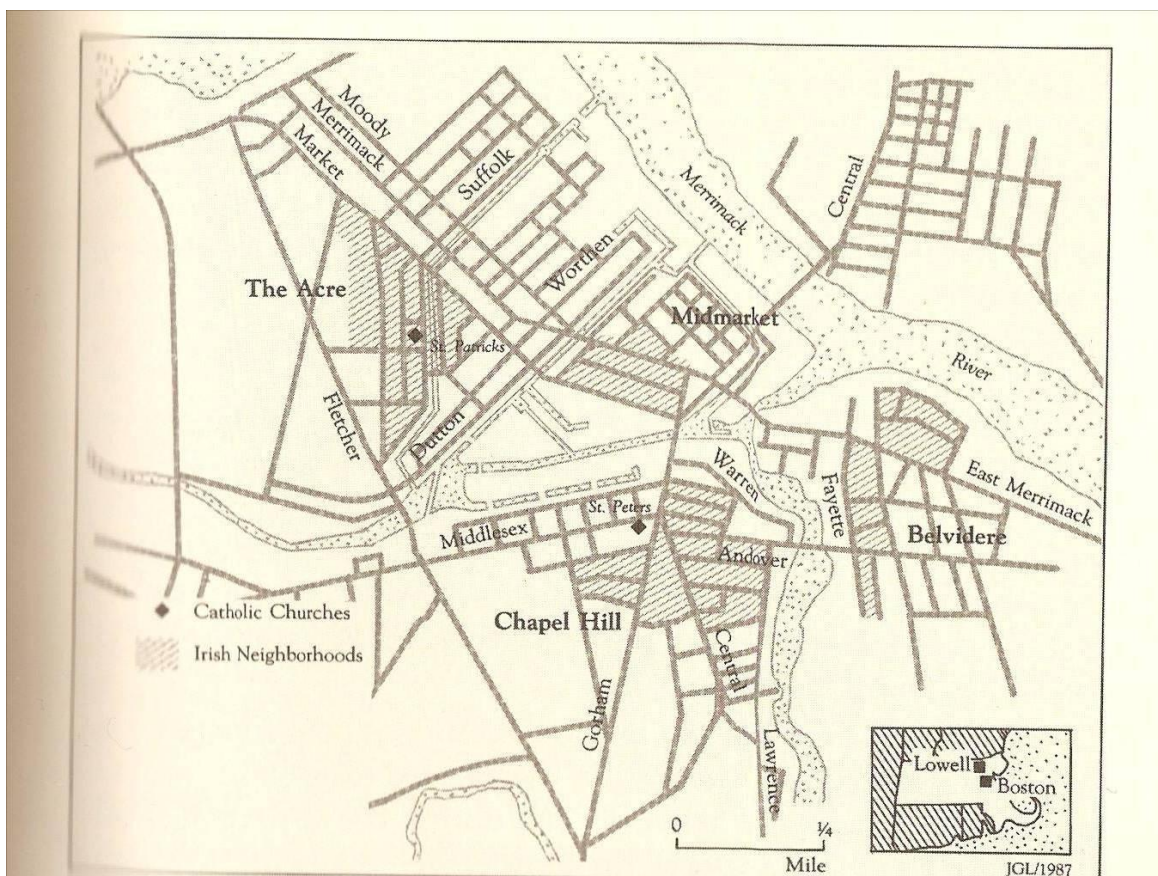 Moody
Merrimack
Market
Suffolk
Merrimack
Central
Worthen
The Acre
Midmarket
St. Patricks
River
Fletcher
Dutton
Warren
Fayette
East Merrimack
St. Peters
Middlesex
Belvidere
Andover
Catholic Churches
Chapel Hill
Irish Neighborhoods
Central
Gorham
Lawrence
Lowell
Boston
0 ¼
Mile
JGL/1987